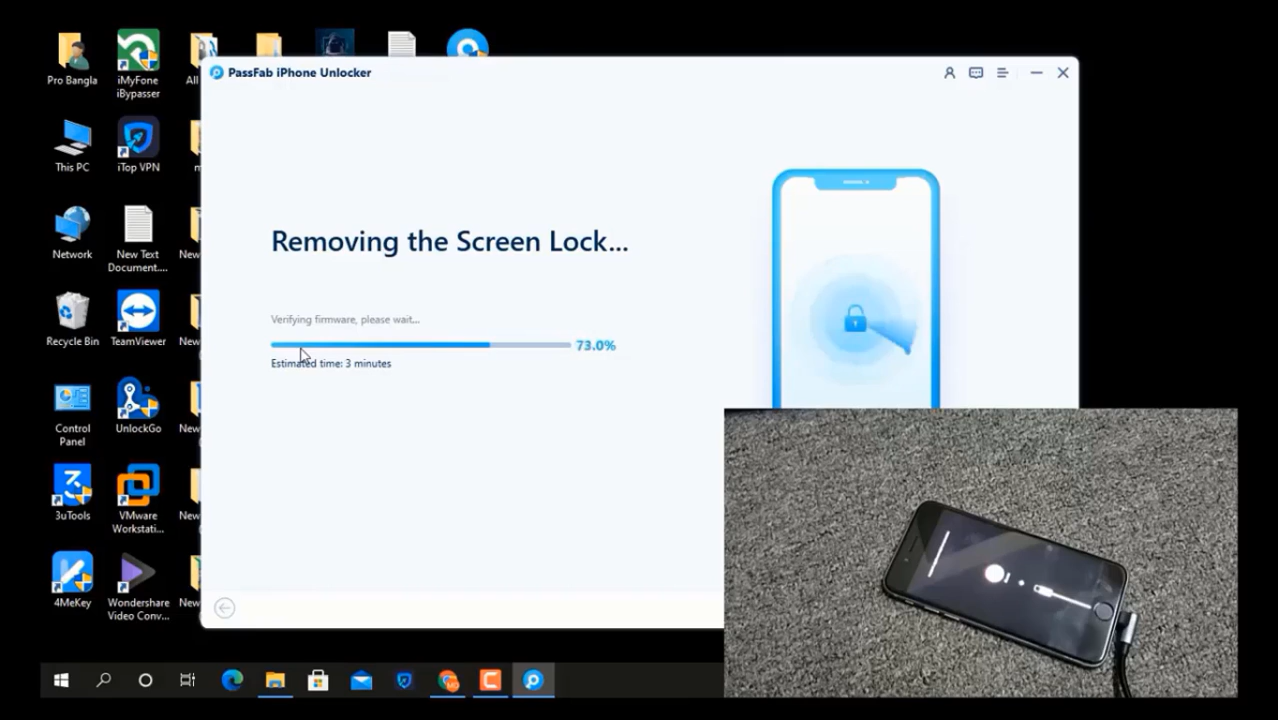 Pro Bangla
iMyFone
iBypasser
All
This PC
iTop VPN
Network
New Text
Document....
New
Recycle Bin
TeamViewer
New
Control
Panel
UnlockGo
New
3uTools
VMware
Workstati...
New
4MeKey
Wondershare
Video Conv...
New
PassFab iPhone Unlocker
Removing the Screen Lock...
Verifying firmware, please wait...
73.0%
Estimated time: 3 minutes